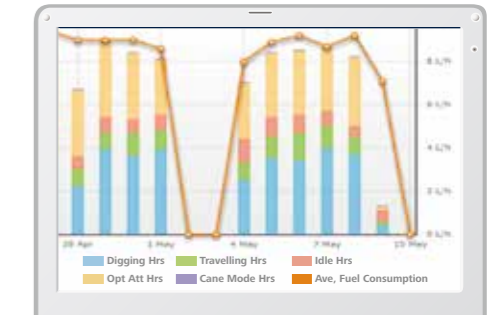 8 L/h
6 L/h
4 L/h
2 L/h
0 L/h
28 Apr 1 May 4 May 7 May 10 May
Digging Hrs Travelling Hrs Idle Hrs
Opt Att Hrs Cane Mode Hrs Ave, Fuel Consumption